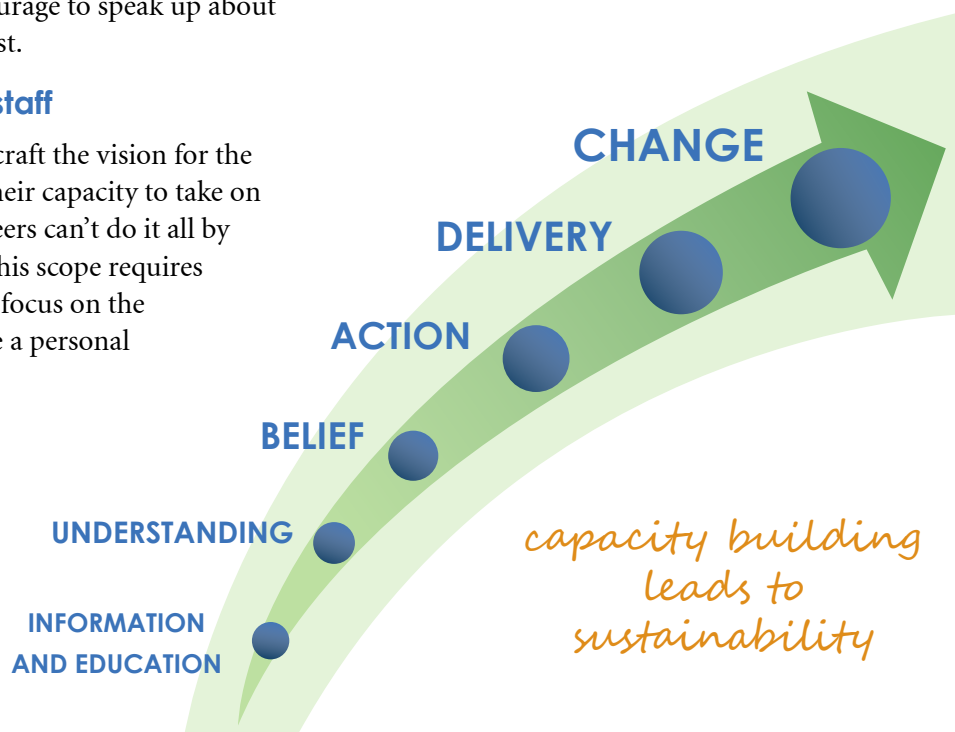 courage to speak up about
st.
staff
craft the vision for the
their capacity to take on
eers can’t do it all by
his scope requires
focus on the
a personal
CHANGE
DELIVERY
ACTION
BELIEF
UNDERSTANDING
INFORMATION
AND EDUCATION
capacity building
leads to
sustainability